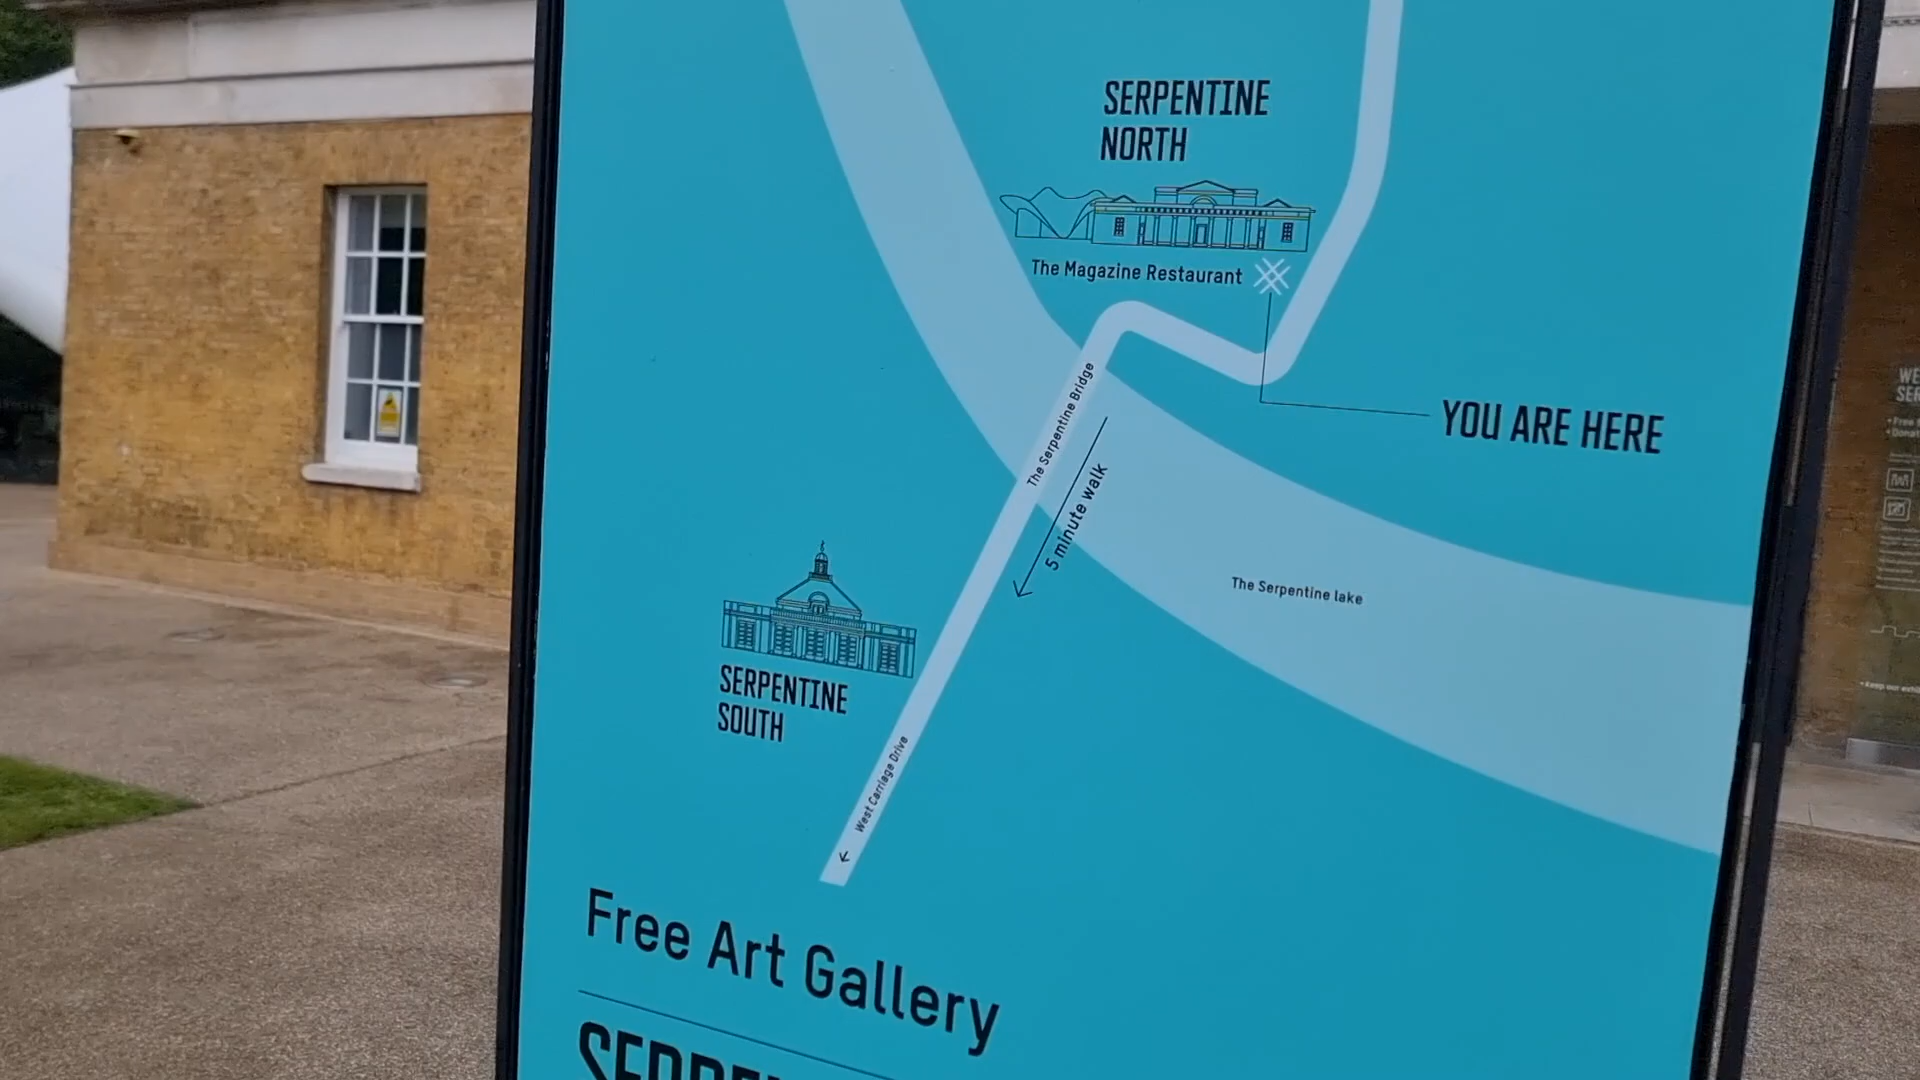 SERPENTINE
NORTH
The Magazine Restaurant
YOU ARE HERE
The Serpentine Bridge
5 minute walk
The Serpentine lake
SERPENTINE
SOUTH
West Carriage Drive
Free Art Gallery